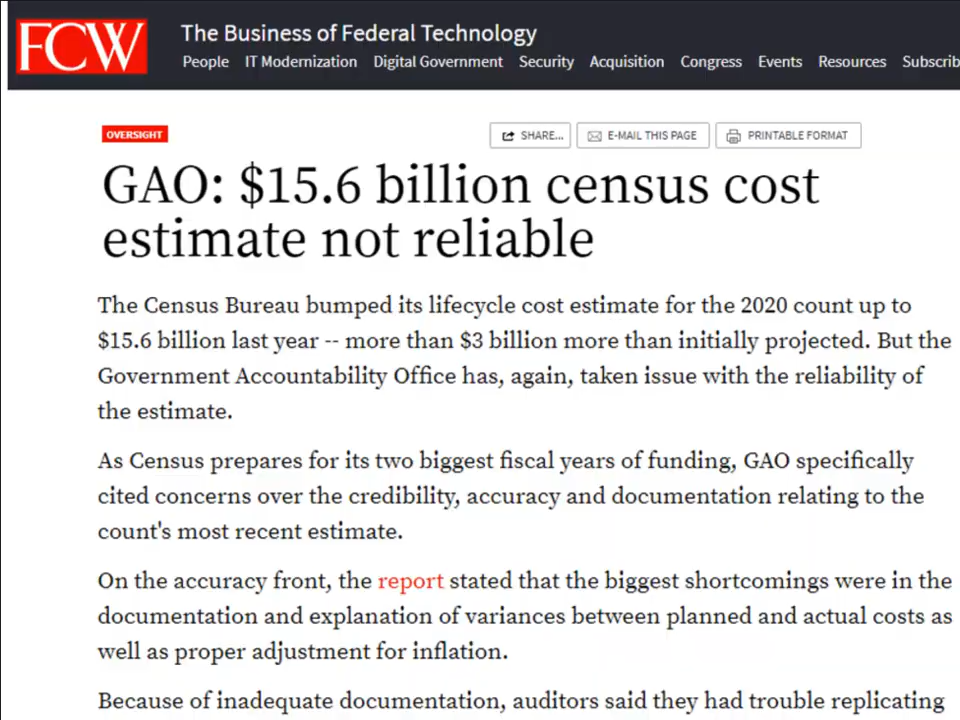 FCW
The Business of Federal Technology
People IT Modernization Digital Government Security Acquisition Congress Events Resources Subscrib
OVERSIGHT
SHARE... E-MAIL THIS PAGE PRINTABLE FORMAT
GAO: $15.6 billion census cost
estimate not reliable
The Census Bureau bumped its lifecycle cost estimate for the 2020 count up to
$15.6 billion last year -- more than $3 billion more than initially projected. But the
Government Accountability Office has, again, taken issue with the reliability of
the estimate.
As Census prepares for its two biggest fiscal years of funding, GAO specifically
cited concerns over the credibility, accuracy and documentation relating to the
count's most recent estimate.
On the accuracy front, the report stated that the biggest shortcomings were in the
documentation and explanation of variances between planned and actual costs as
well as proper adjustment for inflation.
Because of inadequate documentation, auditors said they had trouble replicating